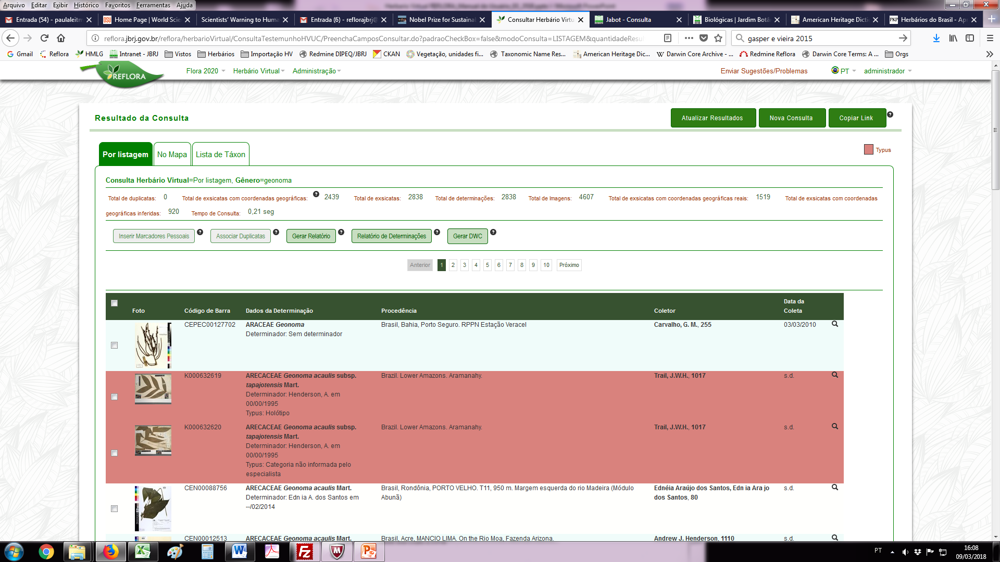 Arquivo Editar Exibir Histórico Favoritos Ferramentas Ajuda
Entrada (54) - paulaleitm
Home Page | World Scie
Scientists' Warning to Huma
Entrada (6) - reflorajbrj@
Nobel Prize for Sustaina
Consultar Herbário Virtu
Jabot - Consulta
Biológicas | Jardim Botâ
American Heritage Dicti
Herbários do Brasil - Apr
reflora.jbrj.gov.br/reflora/herbarioVirtual/ConsultaTestemunhoHVUC/PreenchaCamposConsultar.do?padraoCheckBox=false&modoConsulta=LISTAGEM&quantidadeResul
gasper e vieira 2015
Gmail Reflora HMLG Intranet - JBRJ Vistos Herbários Importação HV Redmine DIPEQ/JBRJ CKAN Vegetação, unidades fi... Taxonomic Name Res... American Heritage Dic... Darwin Core Archive - ... Redmine Reflora Darwin Core Terms: A ... Orgs
REFLORA
Flora 2020 Herbário Virtual Administração Enviar Sugestões/Problemas PT administrador
Resultado da Consulta
Atualizar Resultados Nova Consulta Copiar Link
Por listagem No Mapa Lista de Táxon
Typus
Consulta Herbário Virtual=Por listagem, Gênero=geonoma
Total de duplicatas: 0 Total de exsicatas com coordenadas geográficas: 2439 Total de exsicatas: 2838 Total de determinações: 2838 Total de Imagens: 4607 Total de exsicatas com coordenadas geográficas reais: 1519 Total de exsicatas com coordenadas
geográficas inferidas: 920 Tempo de Consulta: 0,21 seg
Inserir Marcadores Pessoais Associar Duplicatas Gerar Relatório Relatório de Determinações Gerar DWC
Anterior 1 2 3 4 5 6 7 8 9 10 Próximo
Foto Código de Barra Dados da Determinação Procedência Coletor Data da
Coleta
CEPEC00127702 ARACEAE Geonoma Brasil, Bahia, Porto Seguro. RPPN Estação Veracel Carvalho, G. M., 255 03/03/2010
Determinador: Sem determinador
K000632619 ARECACEAE Geonoma acaulis subsp. Brazil. Lower Amazons. Aramanahy. Trail, J.W.H., 1017 s.d.
tapajotensis Mart.
Determinador: Henderson, A. em
00/00/1995
Typus: Holótipo
K000632620 ARECACEAE Geonoma acaulis subsp. Brazil. Lower Amazons. Aramanahy. Trail, J.W.H., 1017 s.d.
tapajotensis Mart.
Determinador: Henderson, A. em
00/00/1995
Typus: Categoria não informada pelo
especialista
CEN00088756 ARECACEAE Geonoma acaulis Mart. Brasil, Rondônia, PORTO VELHO. T11, 950 m. Margem esquerda do rio Madeira (Módulo Ednéia Araújo dos Santos, Edn ia Ara jo s.d.
Determinador: Edn ia A. dos Santos em Abunã) dos Santos, 80
--/02/2014
CEN00012513 ARECACEAE Geonoma acaulis Mart. Brasil, Acre, MANCIO LIMA. On the Rio Moa, Fazenda Arizona. Andrew J. Henderson, 1110 s.d.
PT
16:08
09/03/2018